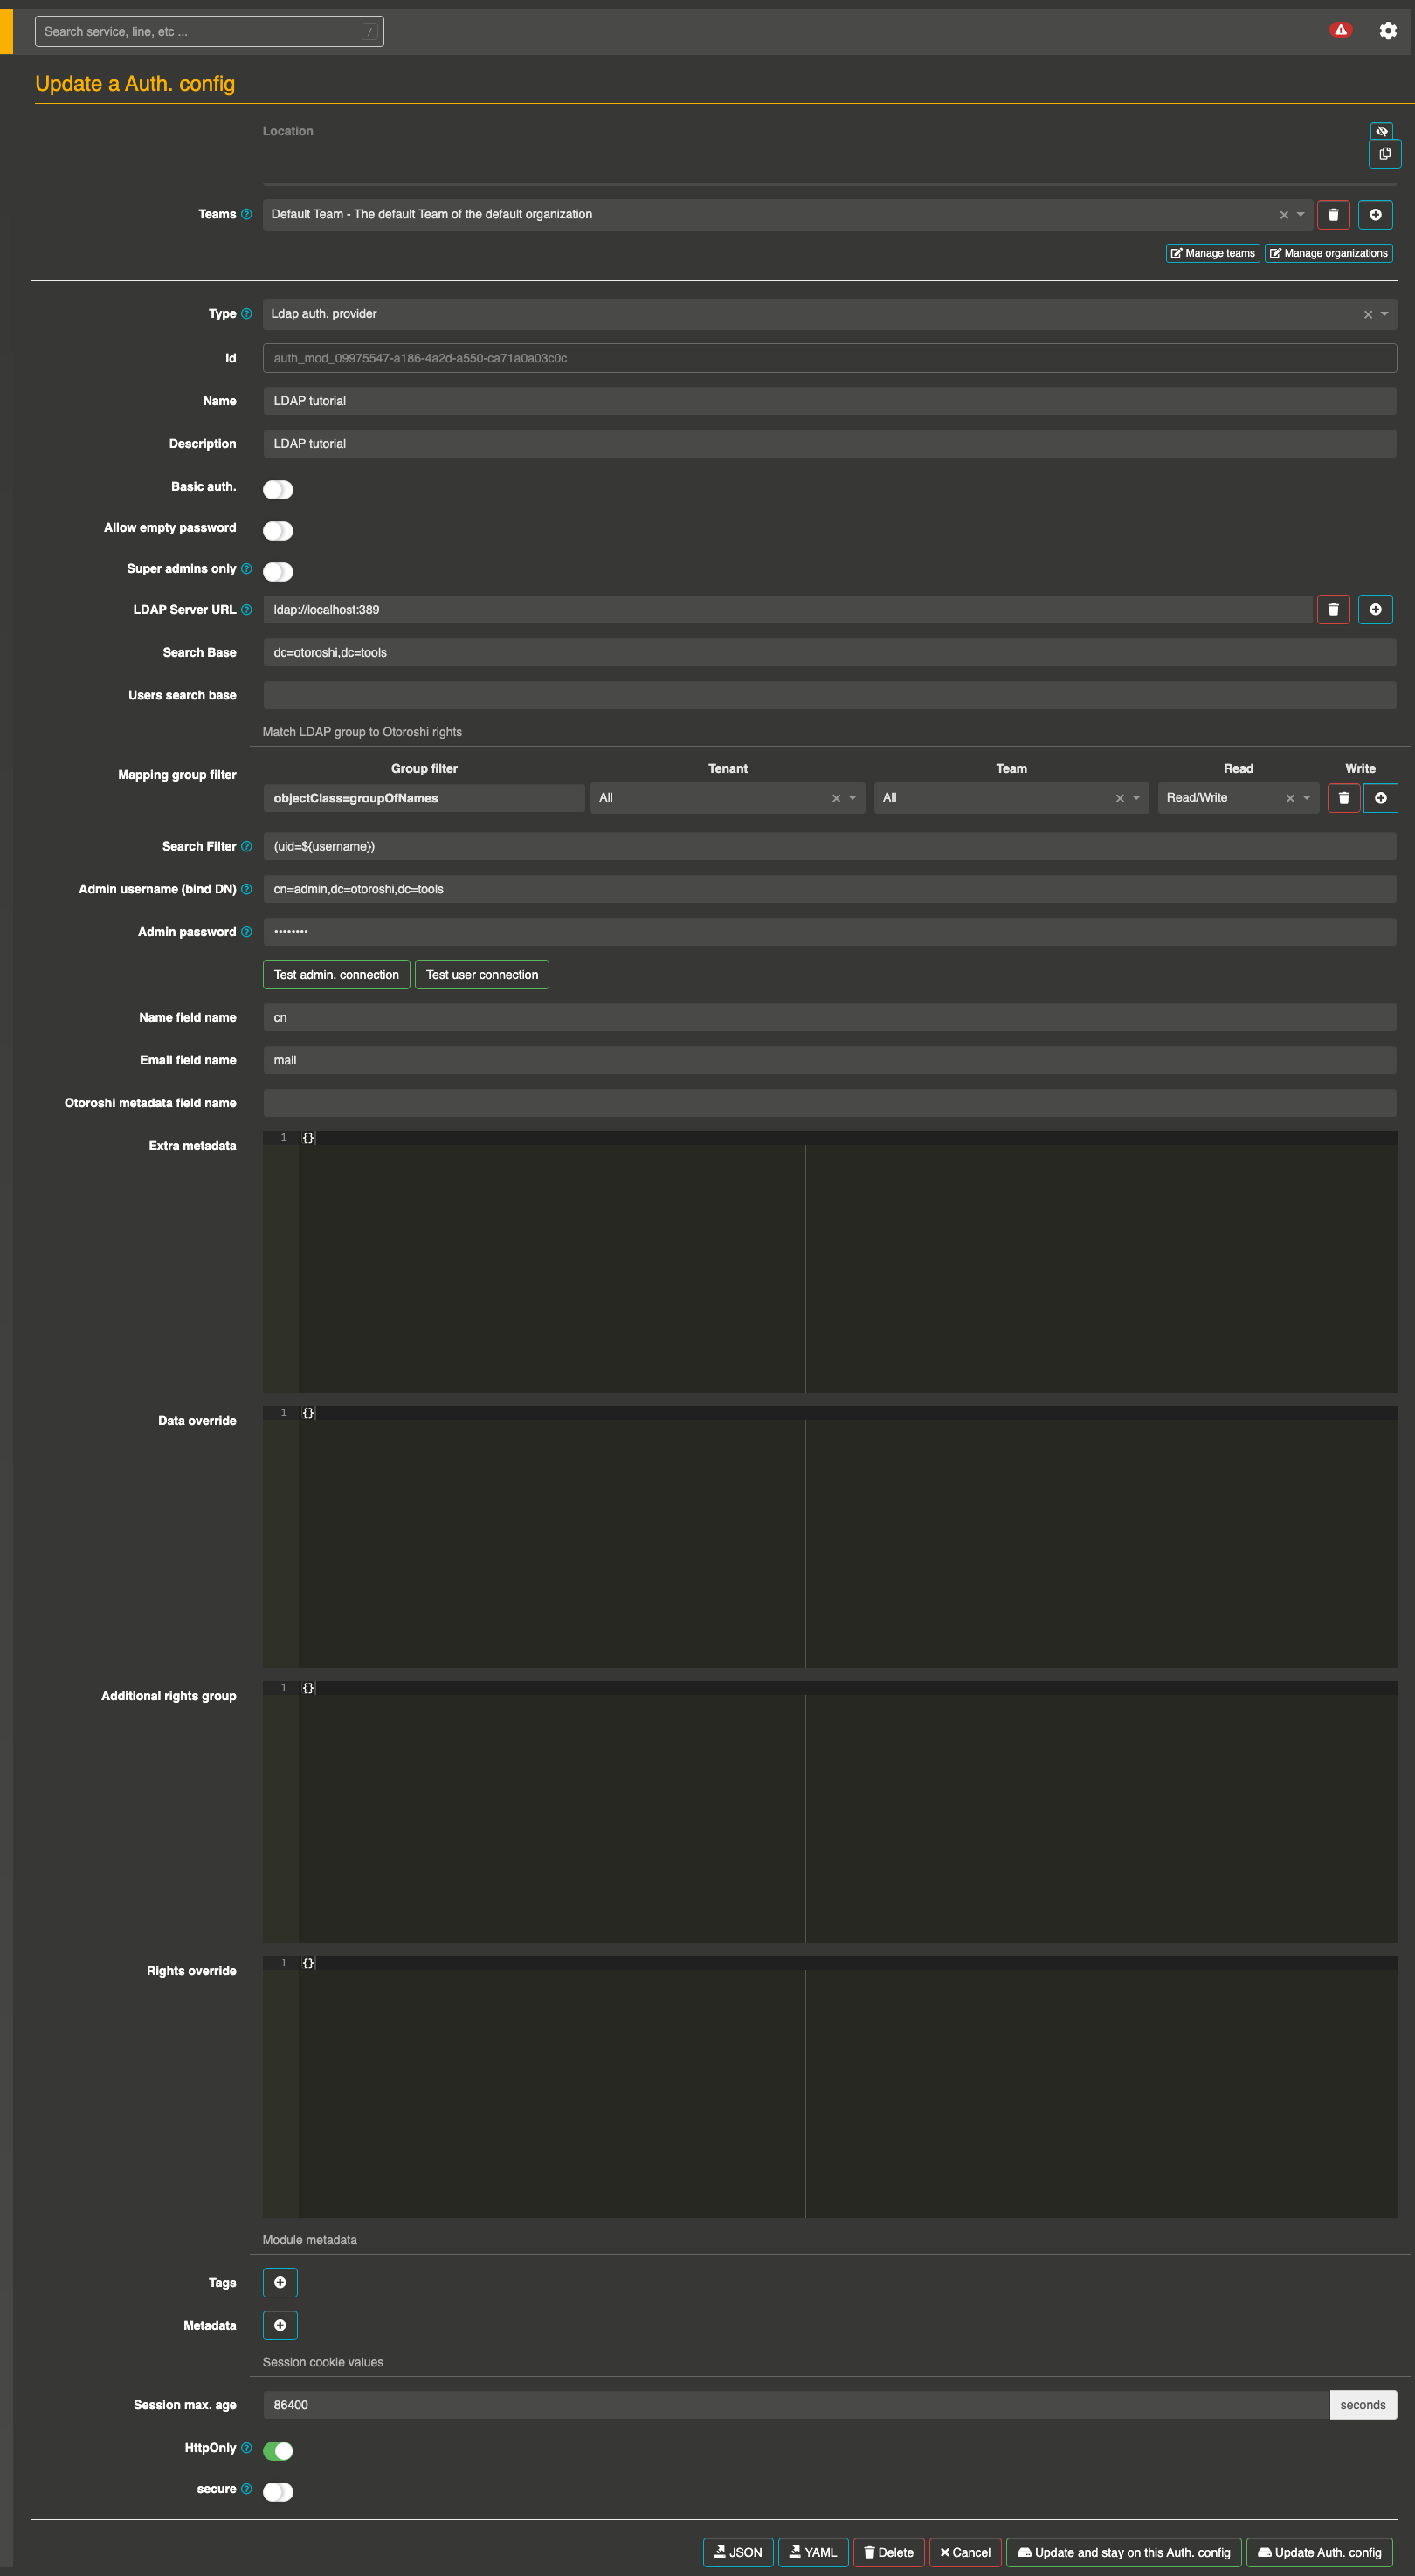 Search service, line, etc ... /
Update a Auth. config
Location
Teams Default Team - The default Team of the default organization
Manage teams Manage organizations
Type Ldap auth. provider
Id auth_mod_09975547-a186-4a2d-a550-ca71a0a03c0c
Name LDAP tutorial
Description LDAP tutorial
Basic auth.
Allow empty password
Super admins only
LDAP Server URL ldap://localhost:389
Search Base dc=otoroshi,dc=tools
Users search base
Match LDAP group to Otoroshi rights
Mapping group filter Group filter Tenant Team Read Write
objectClass=groupOfNames All All Read/Write
Search Filter (uid=${username})
Admin username (bind DN) cn=admin,dc=otoroshi,dc=tools
Admin password ••••••••
Test admin. connection Test user connection
Name field name cn
Email field name mail
Otoroshi metadata field name
Extra metadata 1 {}
Data override 1 {}
Additional rights group 1 {}
Rights override 1 {}
Module metadata
Tags
Metadata
Session cookie values
Session max. age 86400 seconds
HttpOnly
secure
JSON YAML Delete Cancel Update and stay on this Auth. config Update Auth. config